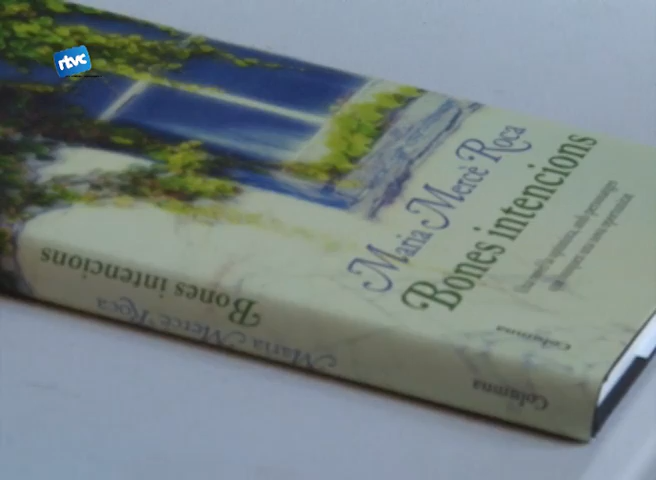 rtvc
Maria Mercè Roca
Bones intencions
Columna
Bones intencions
Maria Mercè Roca
Columna